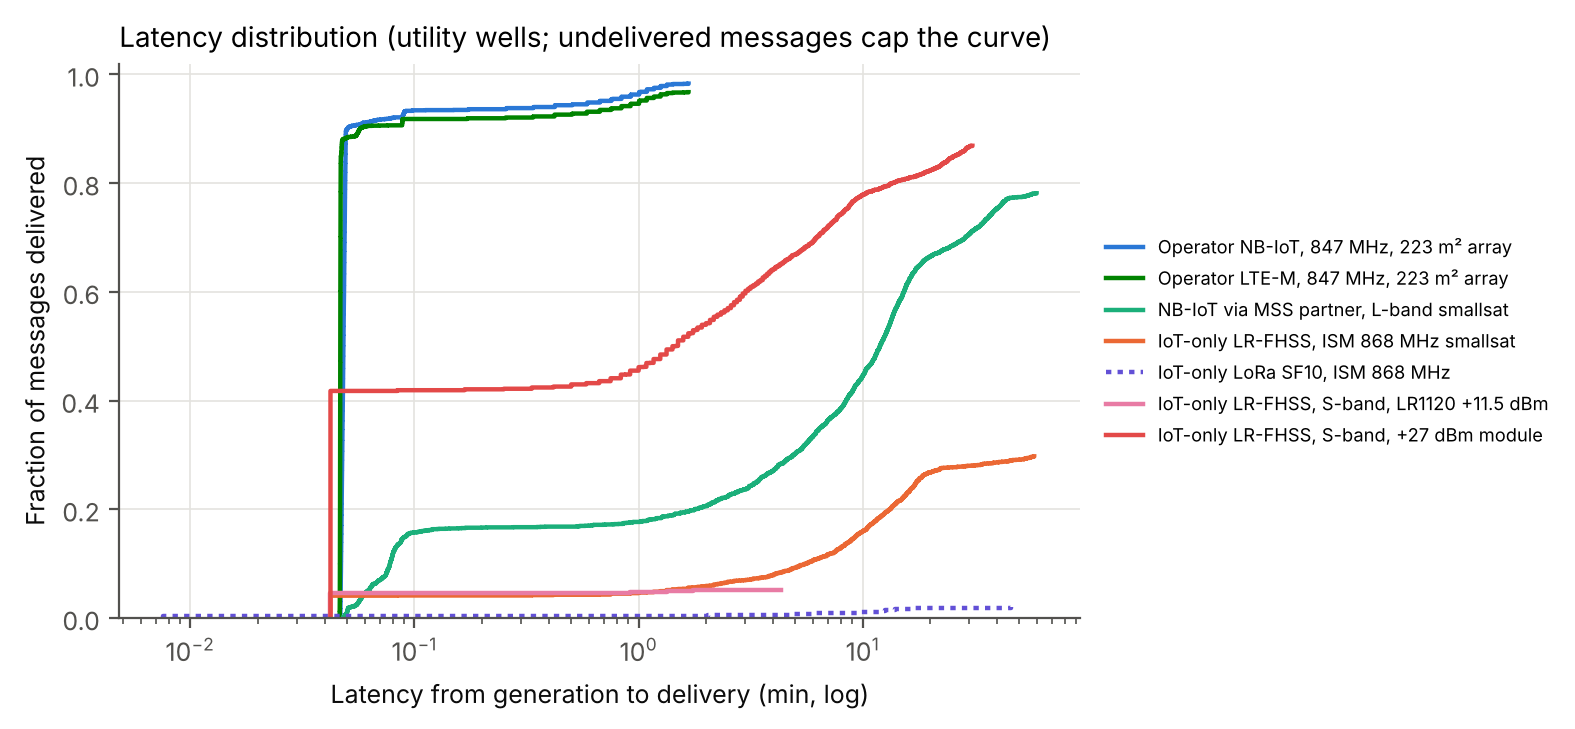 Latency distribution (utility wells; undelivered messages cap the curve)
Fraction of messages delivered
1.0
0.8
0.6
0.4
0.2
0.0
10⁻²
10⁻¹
10⁰
10¹
Latency from generation to delivery (min, log)
Operator NB-IoT, 847 MHz, 223 m² array
Operator LTE-M, 847 MHz, 223 m² array
NB-IoT via MSS partner, L-band smallsat
IoT-only LR-FHSS, ISM 868 MHz smallsat
IoT-only LoRa SF10, ISM 868 MHz
IoT-only LR-FHSS, S-band, LR1120 +11.5 dBm
IoT-only LR-FHSS, S-band, +27 dBm module